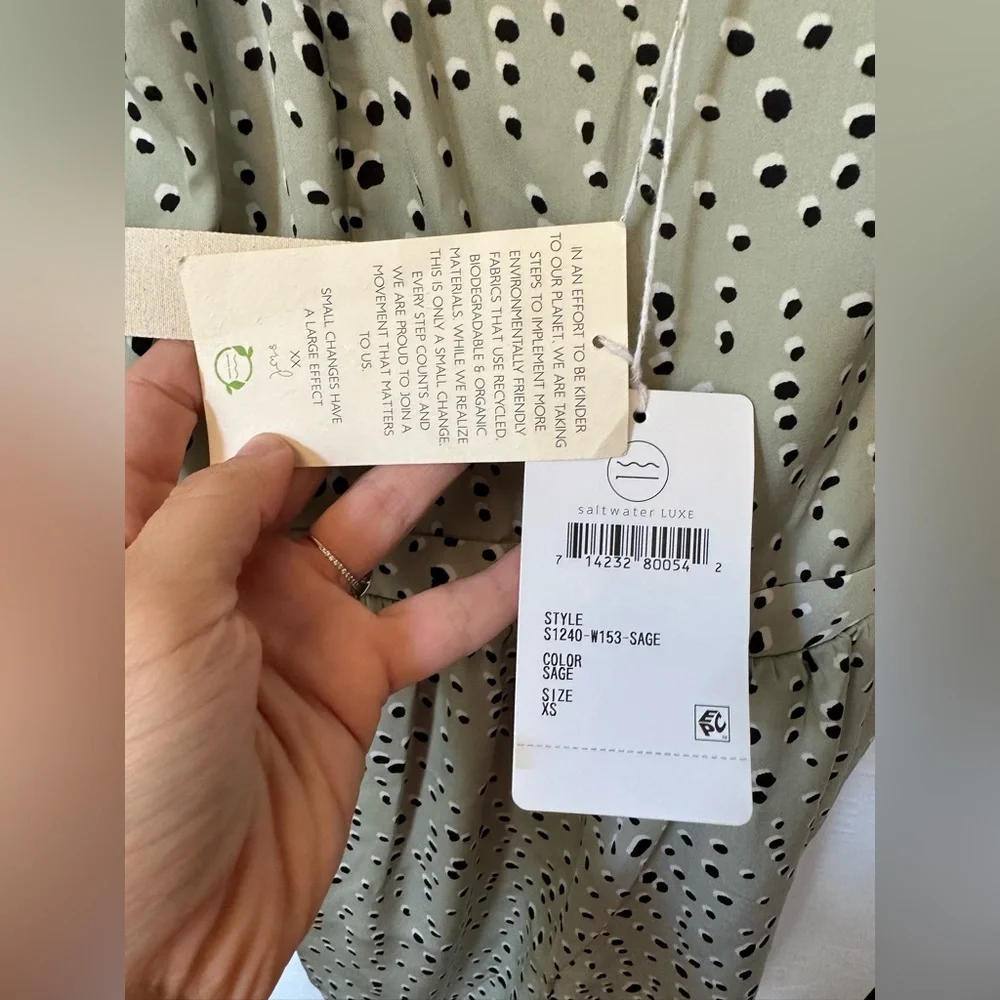 IN AN EFFORT TO BE KINDER
TO OUR PLANET, WE ARE TAKING
STEPS TO IMPLEMENT MORE
ENVIRONMENTALLY FRIENDLY
FABRICS THAT USE RECYCLED,
BIODEGRADABLE & ORGANIC
MATERIALS. WHILE WE REALIZE
THIS IS ONLY A SMALL CHANGE,
EVERY STEP COUNTS AND
WE ARE PROUD TO JOIN A
MOVEMENT THAT MATTERS
TO US.
SMALL CHANGES HAVE
A LARGE EFFECT
XX
swl
saltwater LUXE
7 14232 80054 2
STYLE
S1240-W153-SAGE
COLOR
SAGE
SIZE
XS
EPC